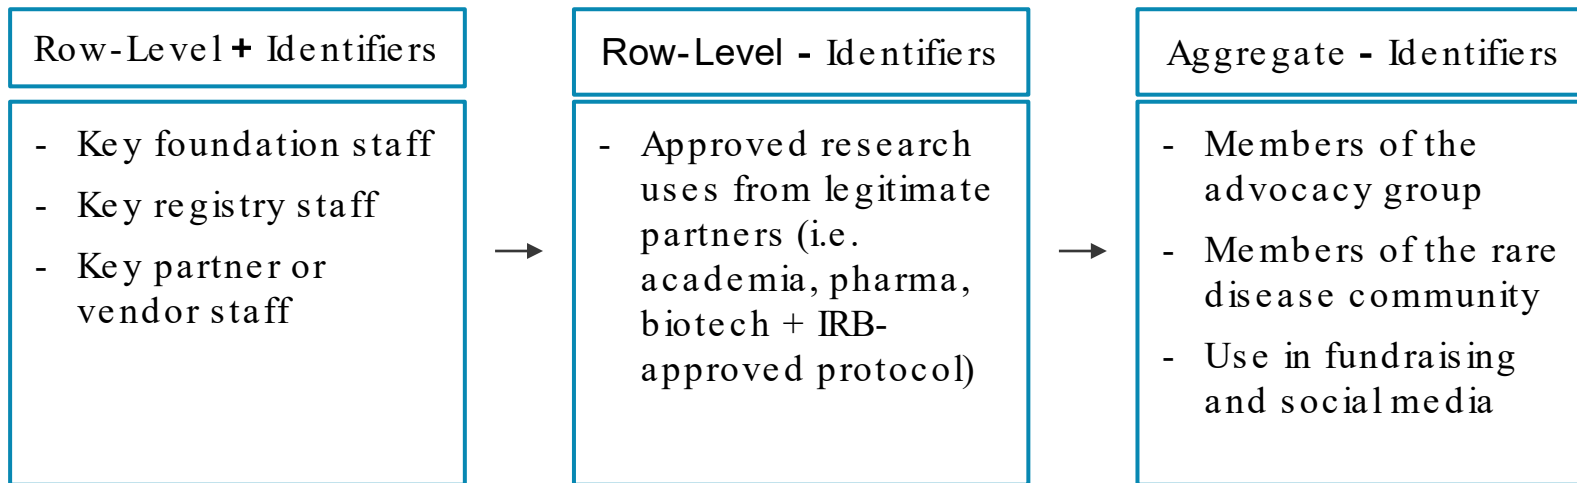 Row-Level + Identifiers
- Key foundation staff
- Key registry staff
- Key partner or
vendor staff
Row-Level - Identifiers
- Approved research
uses from legitimate
partners (i.e.
academia, pharma,
biotech + IRB-
approved protocol)
Aggregate - Identifiers
- Members of the
advocacy group
- Members of the rare
disease community
- Use in fundraising
and social media